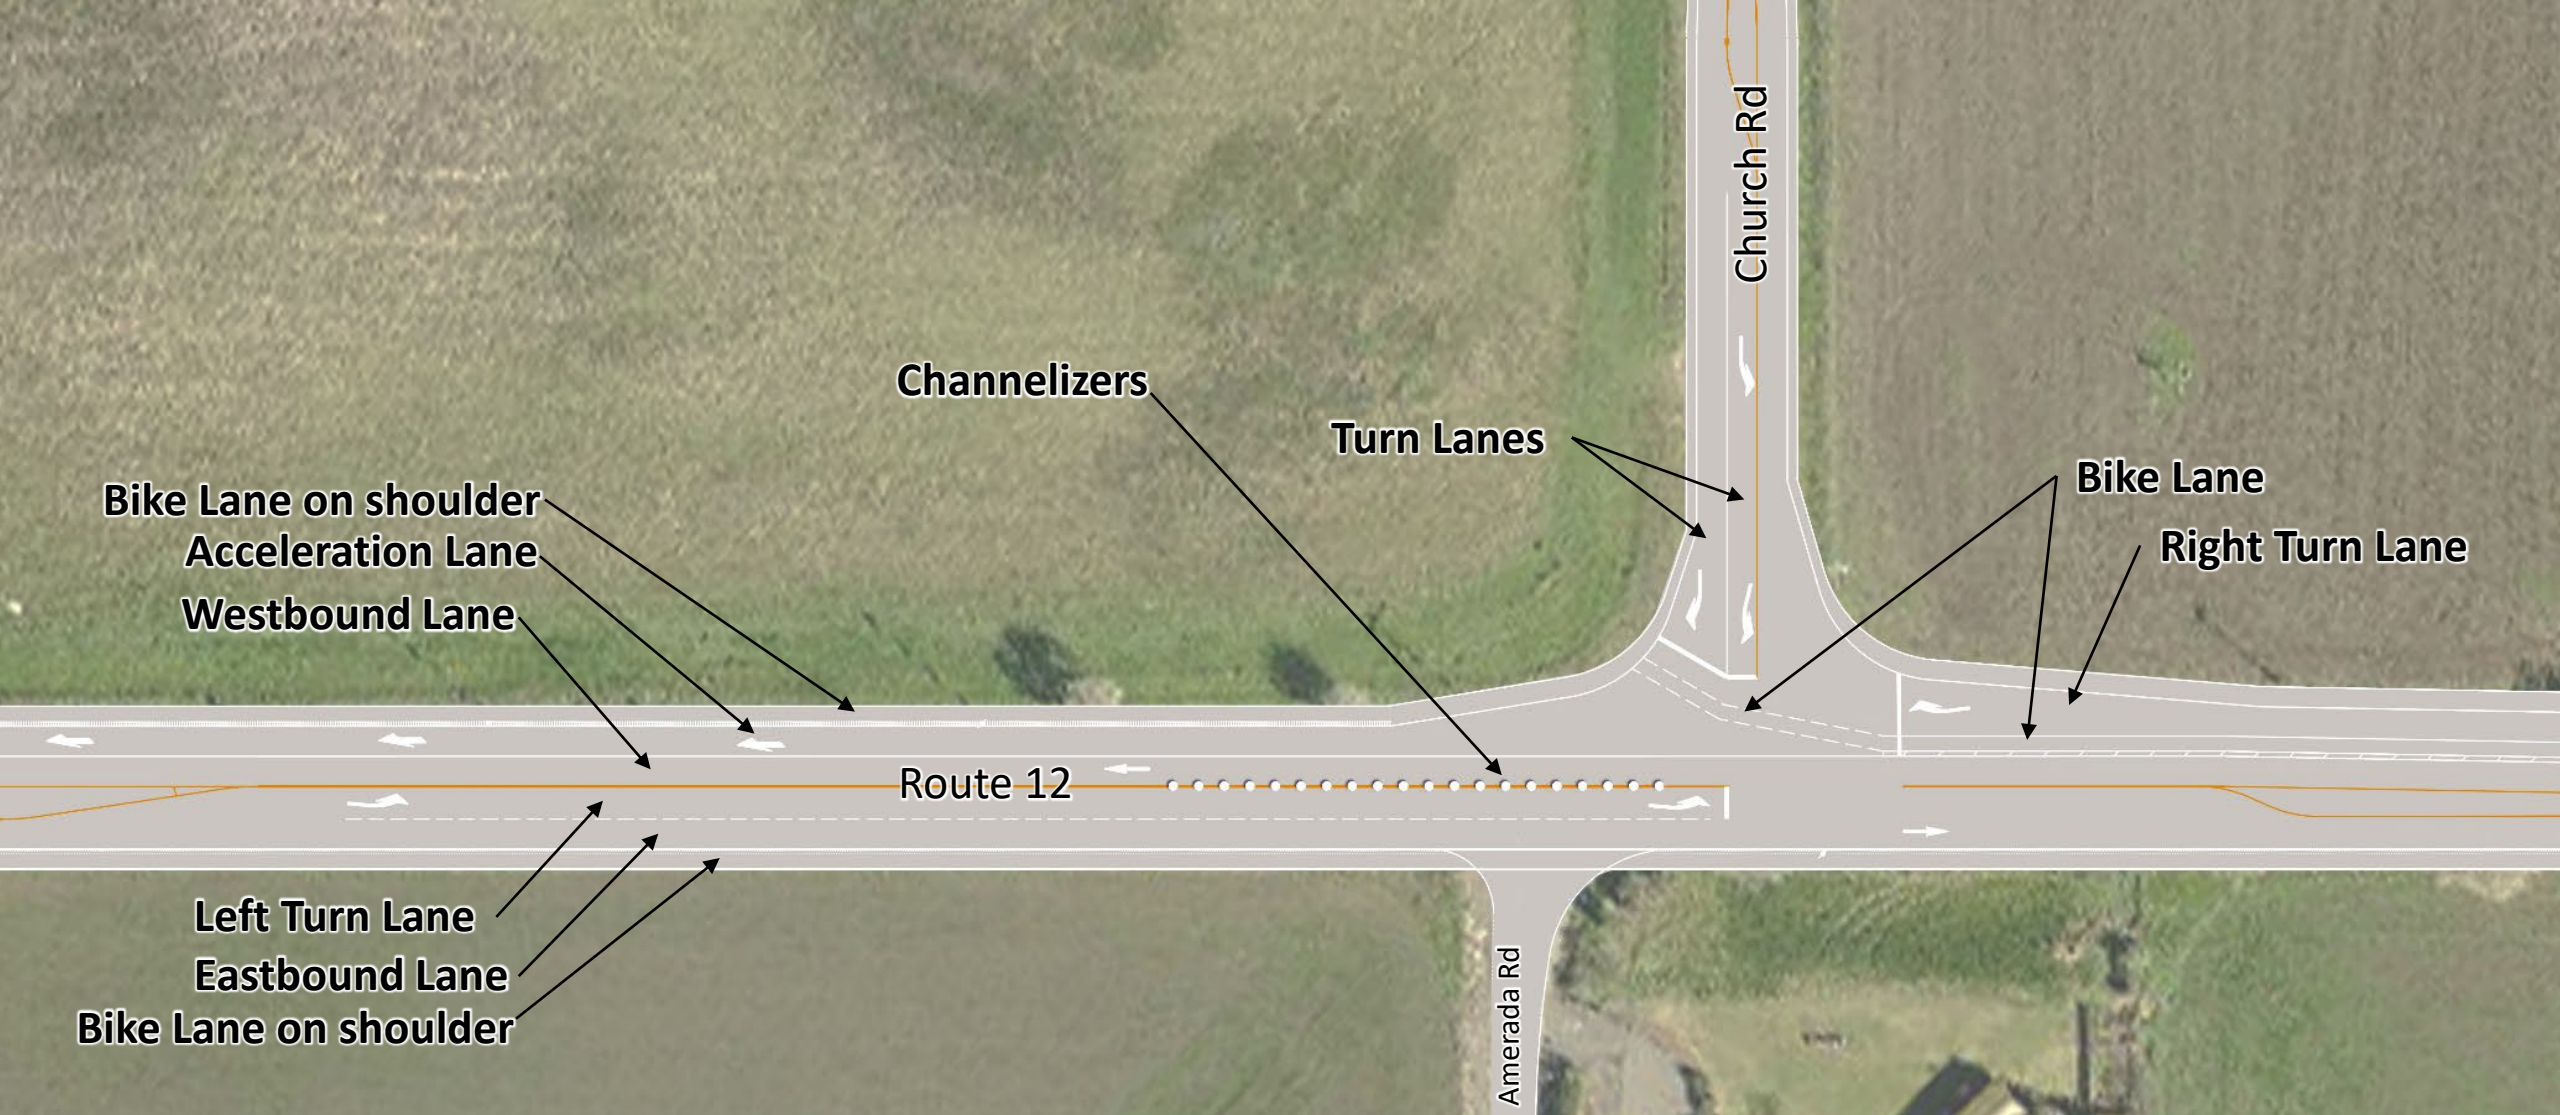 Church Rd
Channelizers
Turn Lanes
Bike Lane
Bike Lane on shoulder
Right Turn Lane
Acceleration Lane
Westbound Lane
Route 12
Left Turn Lane
Eastbound Lane
Bike Lane on shoulder
Amerada Rd